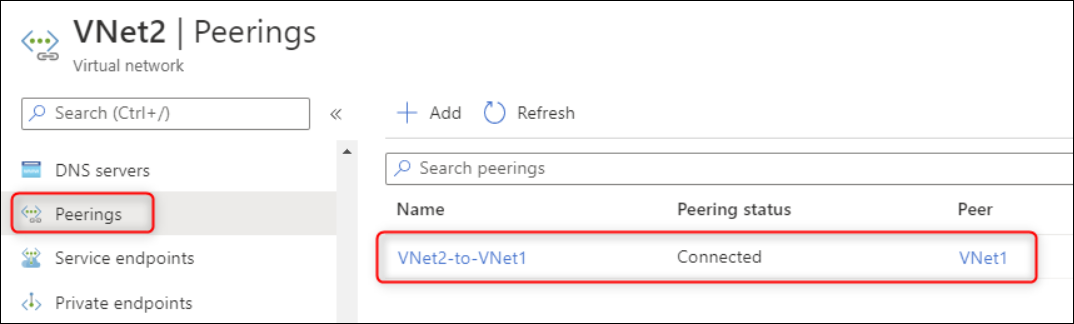 VNet2 | Peerings
Virtual network
Search (Ctrl+/)
«
Add
Refresh
DNS servers
Search peerings
Peerings
Name
Peering status
Peer
Service endpoints
VNet2-to-VNet1
Connected
VNet1
Private endpoints